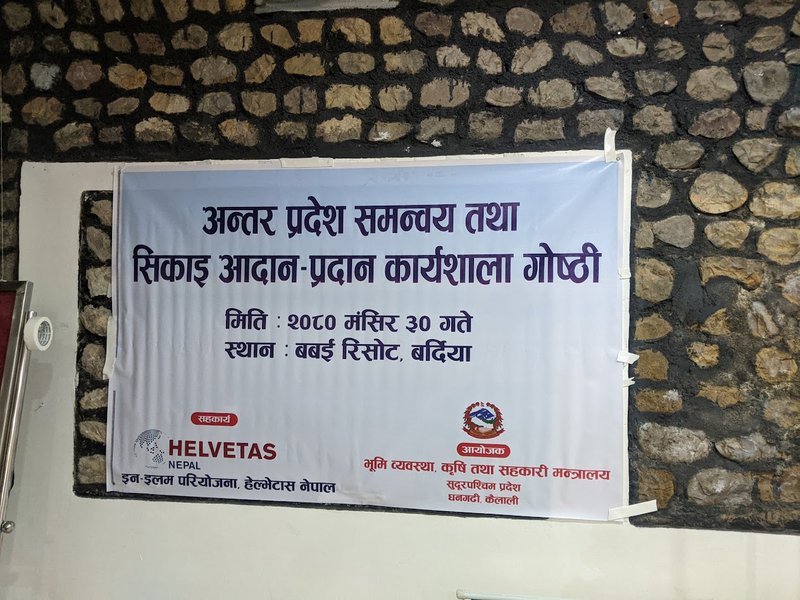 अन्तर प्रदेश समन्वय तथा
सिकाइ आदान-प्रदान कार्यशाला गोष्ठी
मिति : २०८० मंसिर ३० गते
स्थान : बबई रिसोट, बर्दिया
सहकार्य
HELVETAS
NEPAL
इन-इलम परियोजना, हेल्भेटास नेपाल
आयोजक
भूमि व्यवस्था, कृषि तथा सहकारी मन्त्रालय
सुदूरपश्चिम प्रदेश
धनगढी, कैलाली